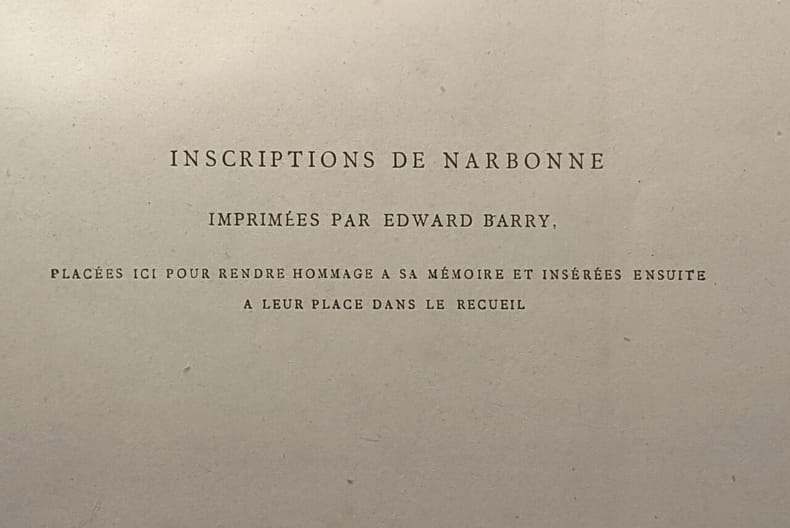 INSCRIPTIONS DE NARBONNE
IMPRIMÉES PAR EDWARD BARRY,
PLACÉES ICI POUR RENDRE HOMMAGE A SA MÉMOIRE ET INSÉRÉES ENSUITE
A LEUR PLACE DANS LE RECUEIL